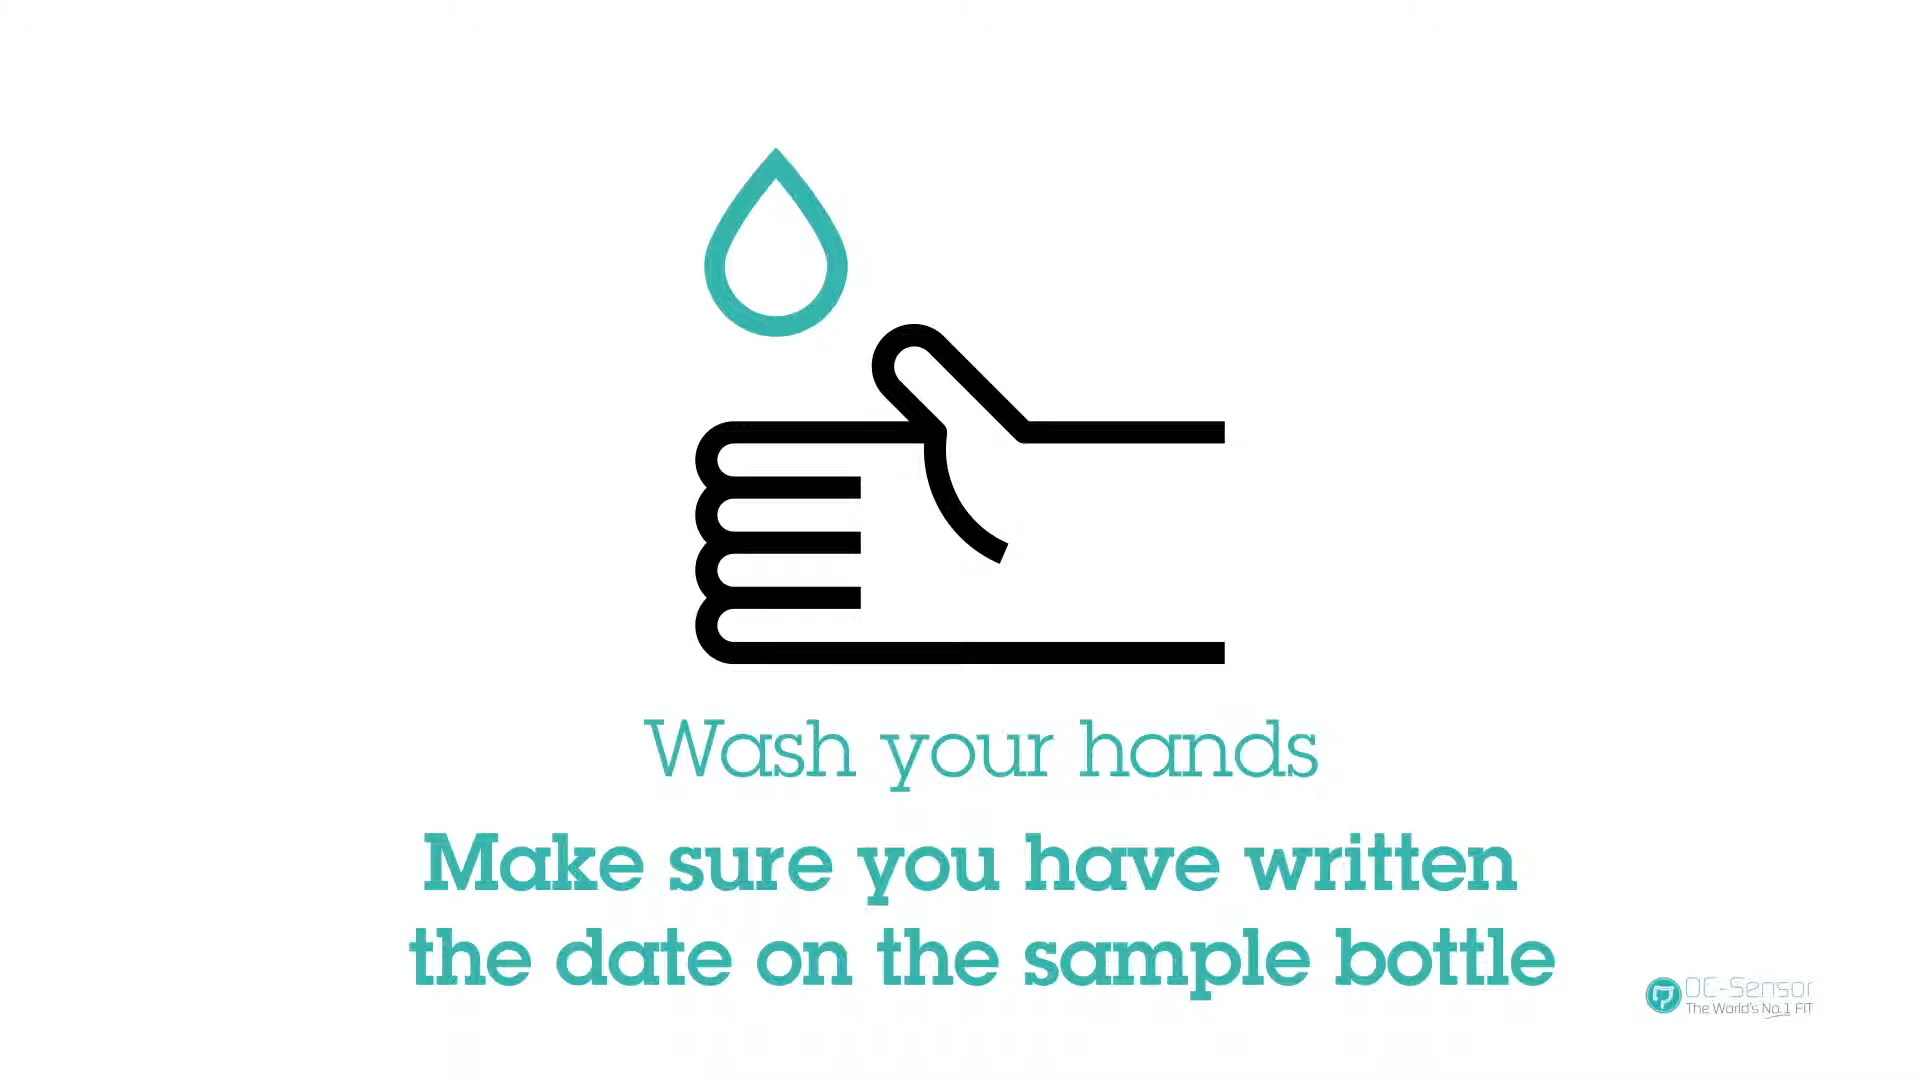 Wash your hands
Make sure you have written
the date on the sample bottle
OC-Sensor
The World's No.1 FIT